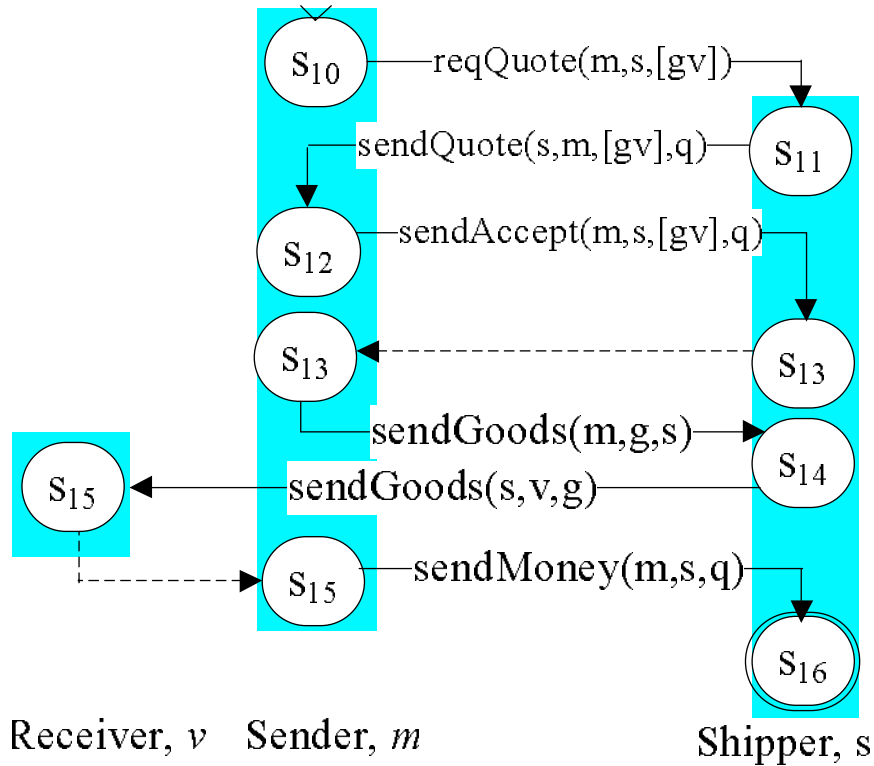 s10
reqQuote(m,s,[gv])
sendQuote(s,m,[gv],q)
s11
s12
sendAccept(m,s,[gv],q)
s13
s13
sendGoods(m,g,s)
s14
s15
sendGoods(s,v,g)
s15
sendMoney(m,s,q)
s16
Receiver, v Sender, m Shipper, s